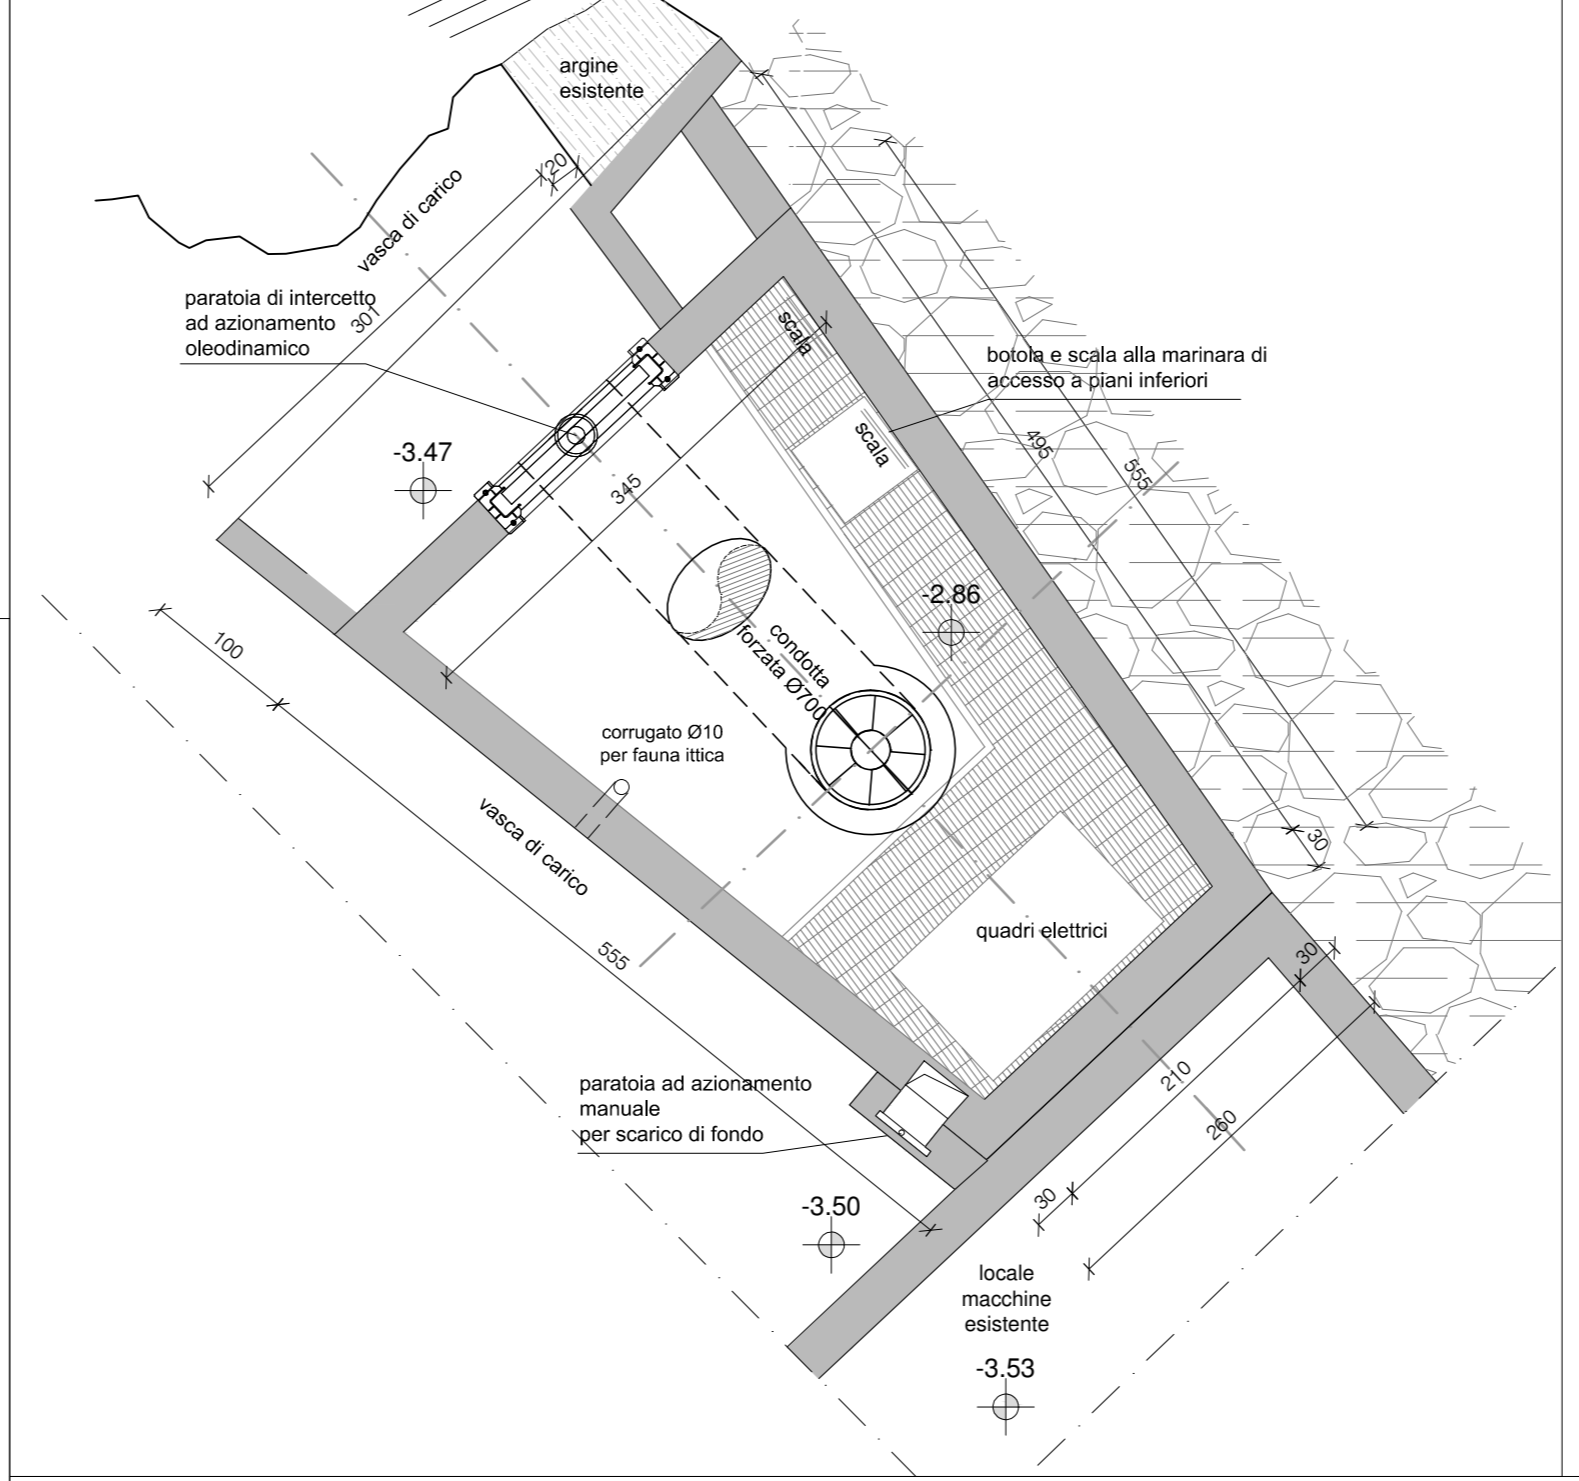 argine
esistente
20
vasca di carico
paratoia di intercetto
ad azionamento
oleodinamico
301
scala
botola e scala alla marinara di
accesso a piani inferiori
scala
495
555
-3.47
345
-2.86
100
condotta
forzata Ø700
corrugato Ø10
per fauna ittica
vasca di carico
30
quadri elettrici
555
30
210
260
paratoia ad azionamento
manuale
per scarico di fondo
30
-3.50
locale
macchine
esistente
-3.53